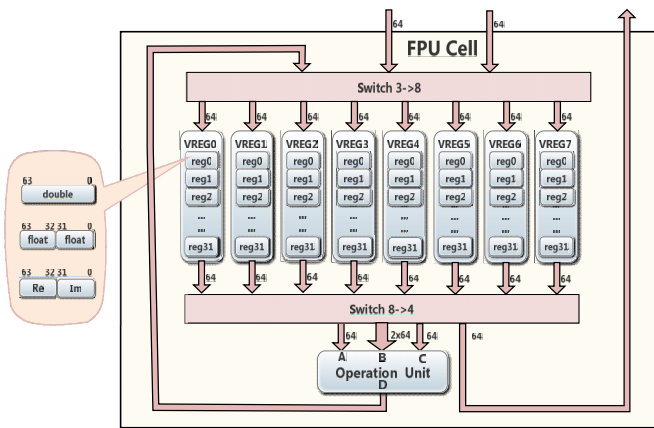 64 64
FPU Cell
Switch 3->8
64 64 64 64 64 64 64 64
VREG0 VREG1 VREG2 VREG3 VREG4 VREG5 VREG6 VREG7
reg0 reg0 reg0 reg0 reg0 reg0 reg0 reg0
reg1 reg1 reg1 reg1 reg1 reg1 reg1 reg1
reg2 reg2 reg2 reg2 reg2 reg2 reg2 reg2
... ... ... ... ... ... ... ...
... ... ... ... ... ... ... ...
reg31 reg31 reg31 reg31 reg31 reg31 reg31 reg31
64 64 64 64 64 64 64 64
Switch 8->4
64 2x64 64 64
A B C
Operation Unit
D
63 0
double
63 32 31 0
float float
63 32 31 0
Re Im